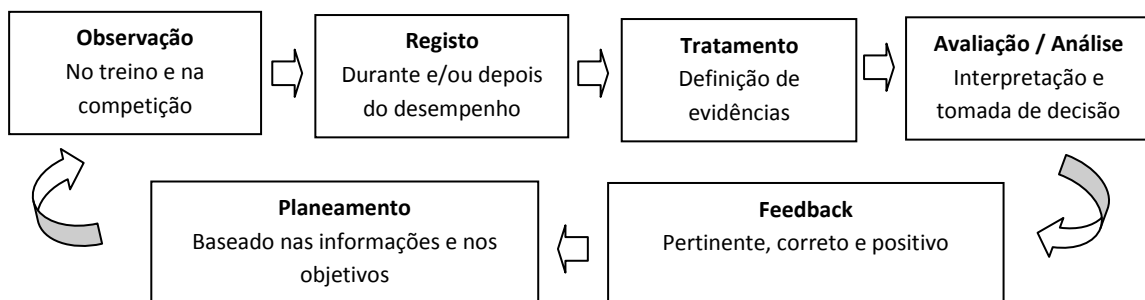 Observação
No treino e na
competição
Registo
Durante e/ou depois
do desempenho
Tratamento
Definição de
evidências
Avaliação / Análise
Interpretação e
tomada de decisão
Planeamento
Baseado nas informações e nos
objetivos
Feedback
Pertinente, correto e positivo